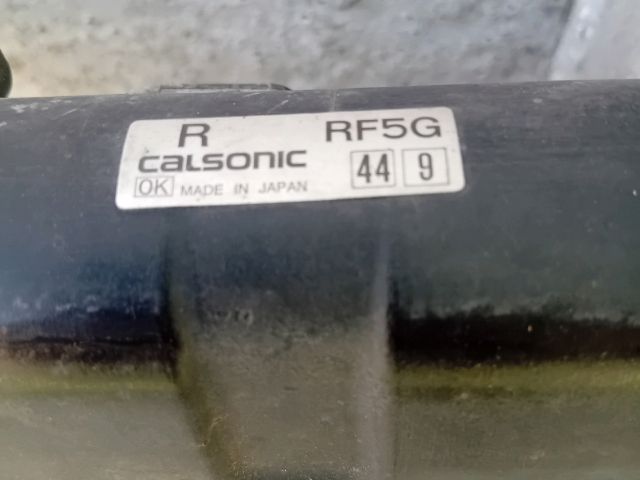 R RF5G
calsonic 44 9
OK MADE IN JAPAN